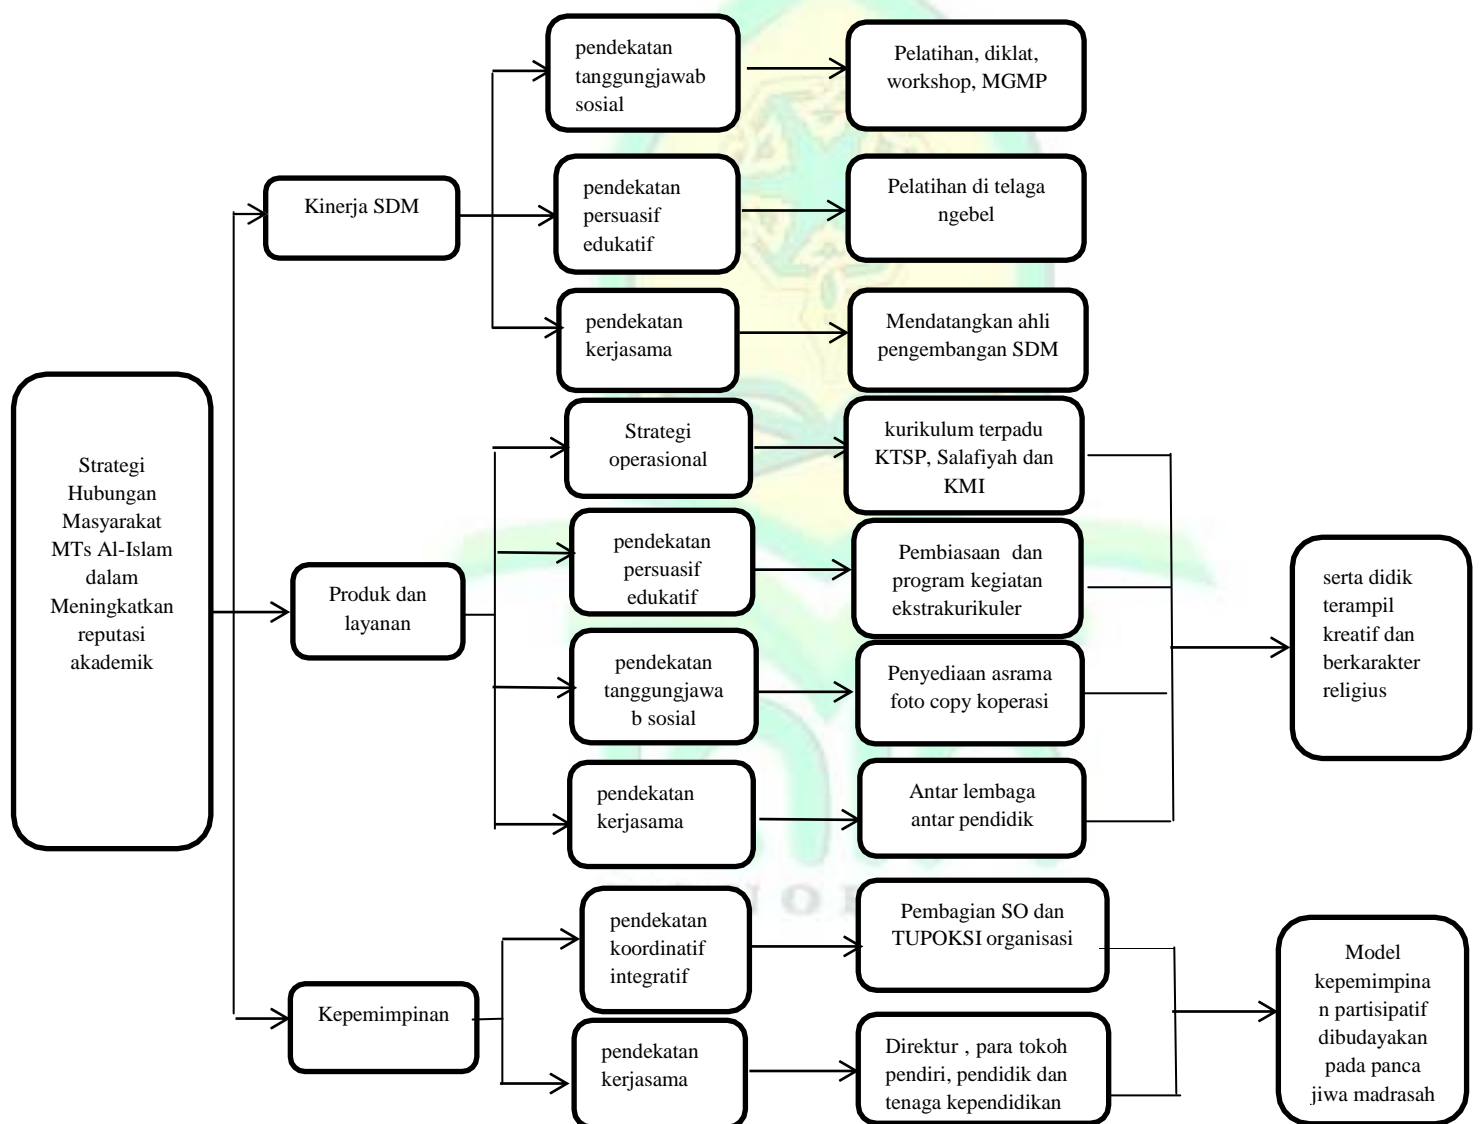 Strategi
Hubungan
Masyarakat
MTs Al-Islam
dalam
Meningkatkan
reputasi
akademik
Kinerja SDM
pendekatan
tanggungjawab
sosial
Pelatihan, diklat,
workshop, MGMP
pendekatan
persuasif
edukatif
Pelatihan di telaga
ngebel
pendekatan
kerjasama
Mendatangkan ahli
pengembangan SDM
Produk dan
layanan
Strategi
operasional
kurikulum terpadu
KTSP, Salafiyah dan
KMI
pendekatan
persuasif
edukatif
Pembiasaan dan
program kegiatan
ekstrakurikuler
pendekatan
tanggungjawa
b sosial
Penyediaan asrama
foto copy koperasi
pendekatan
kerjasama
Antar lembaga
antar pendidik
serta didik
terampil
kreatif dan
berkarakter
religius
Kepemimpinan
pendekatan
koordinatif
integratif
Pembagian SO dan
TUPOKSI organisasi
pendekatan
kerjasama
Direktur , para tokoh
pendiri, pendidik dan
tenaga kependidikan
Model
kepemimpina
n partisipatif
dibudayakan
pada panca
jiwa madrasah